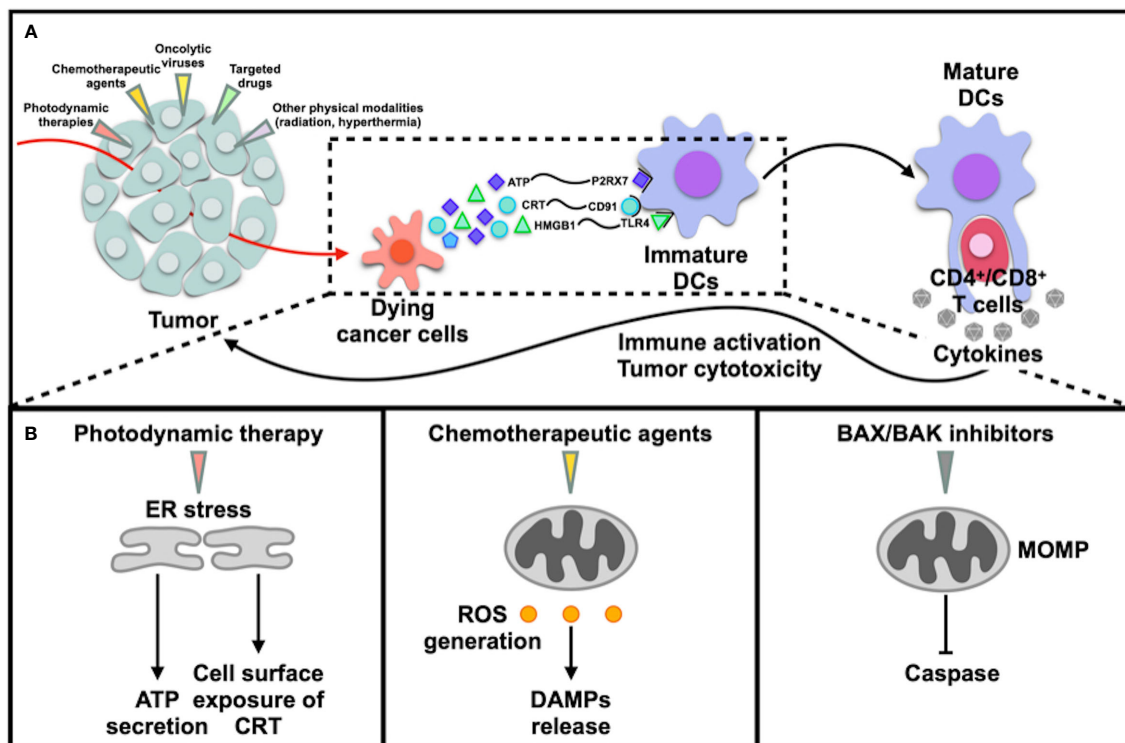 A
Oncolytic
viruses
Chemotherapeutic
agents
Targeted
drugs
Photodynamic
therapies
Other physical modalities
(radiation, hyperthermia)
Tumor
Dying
cancer cells
ATP
P2RX7
CRT
CD91
HMGB1
TLR4
Immature
DCs
Mature
DCs
CD4+/CD8+
T cells
Cytokines
Immune activation
Tumor cytotoxicity
B
Photodynamic therapy
ER stress
ATP
secretion
Cell surface
exposure of
CRT
Chemotherapeutic agents
ROS
generation
DAMPs
release
BAX/BAK inhibitors
MOMP
Caspase